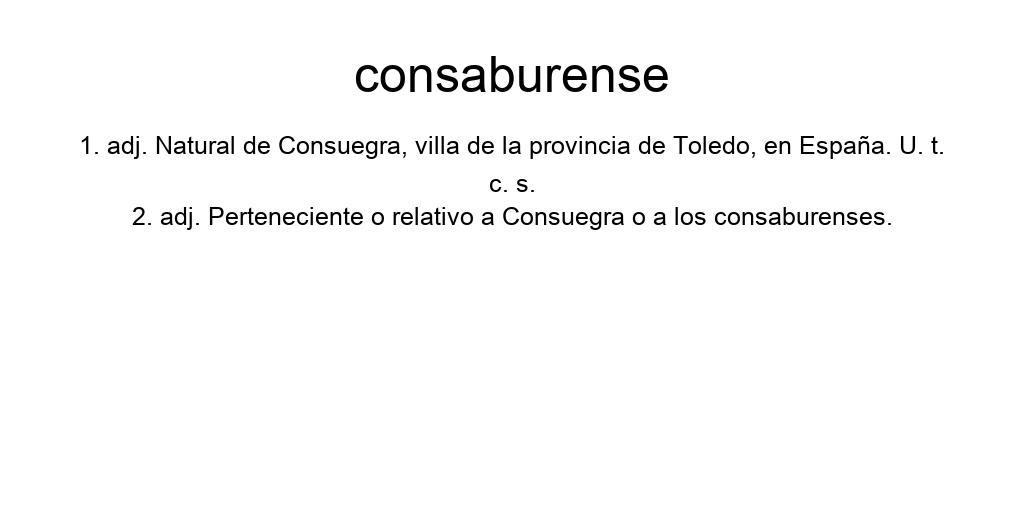 consaburense
1. adj. Natural de Consuegra, villa de la provincia de Toledo, en España. U. t.
c. s.
2. adj. Perteneciente o relativo a Consuegra o a los consaburenses.